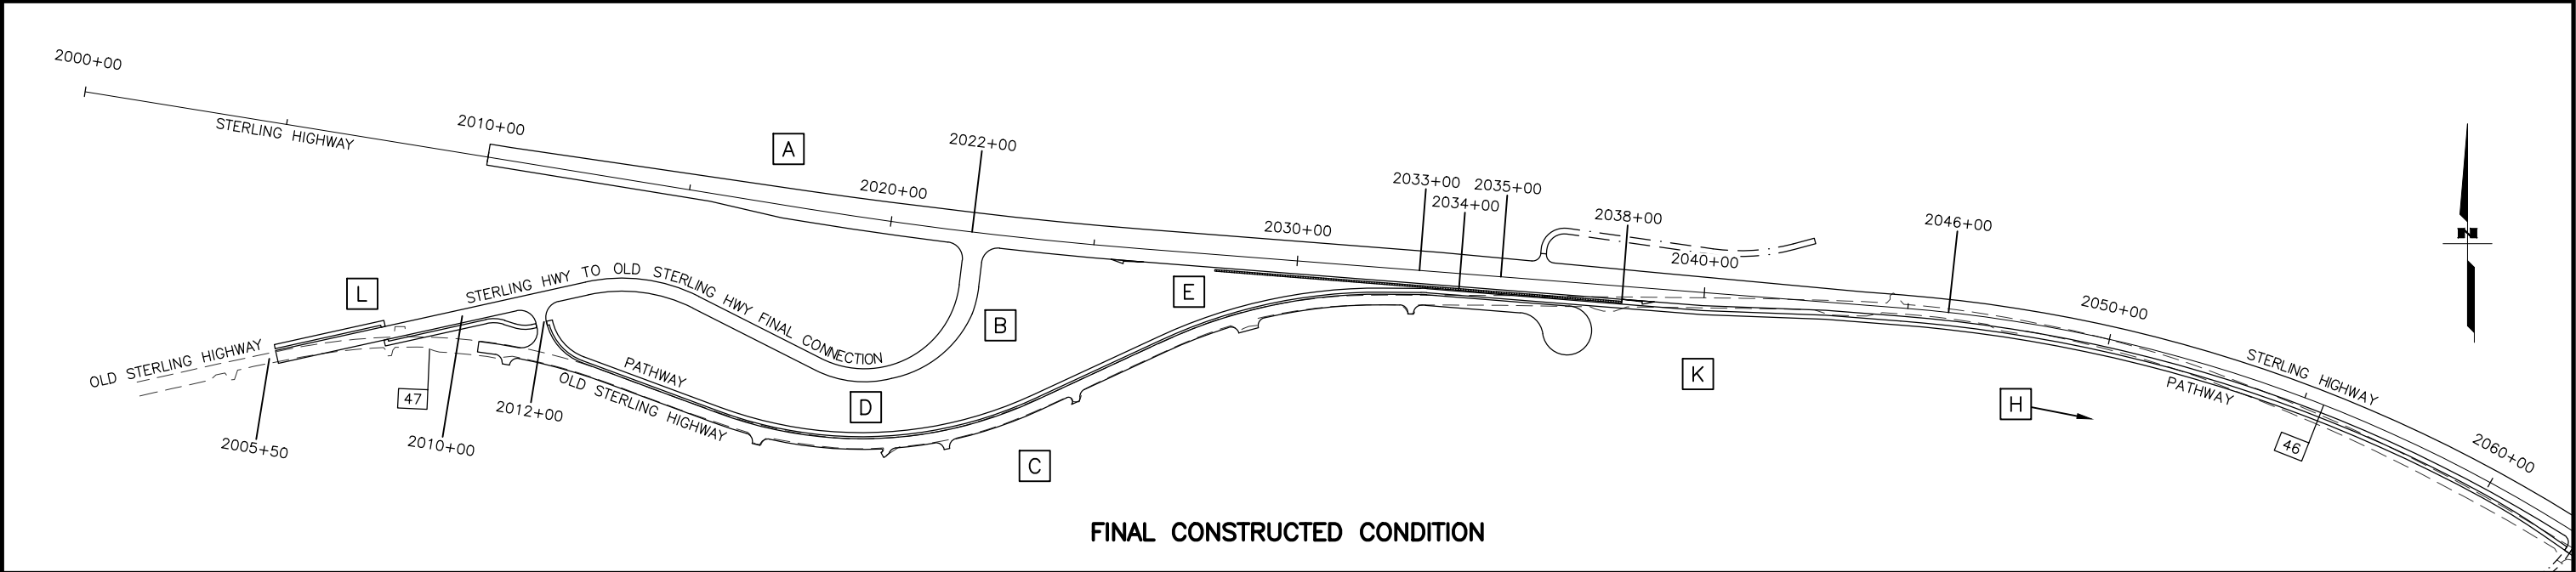 2000+00
STERLING HIGHWAY
2010+00
A
2020+00
2022+00
2030+00
2033+00
2034+00
2035+00
2038+00
2040+00
2046+00
2050+00
STERLING HIGHWAY
PATHWAY
2060+00
N
L
STERLING HWY TO OLD STERLING HWY FINAL CONNECTION
B
E
OLD STERLING HIGHWAY
47
2005+50
2010+00
2012+00
PATHWAY
OLD STERLING HIGHWAY
D
C
K
H
46
FINAL CONSTRUCTED CONDITION